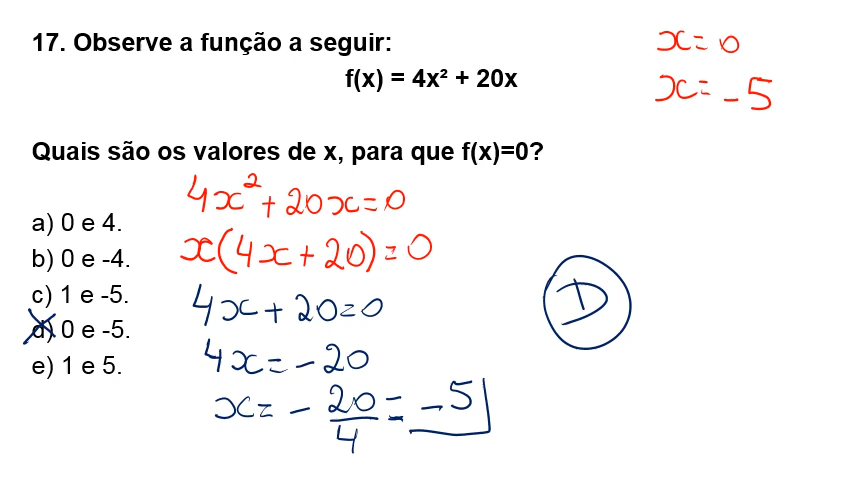 17. Observe a função a seguir:
f(x) = 4x² + 20x
x = 0
x = -5
Quais são os valores de x, para que f(x)=0?
a) 0 e 4.
b) 0 e -4.
c) 1 e -5.
d) 0 e -5.
e) 1 e 5.
4x² + 20x = 0
x(4x + 20) = 0
4x + 20 = 0
4x = - 20
x = - 20/4 = -5
D